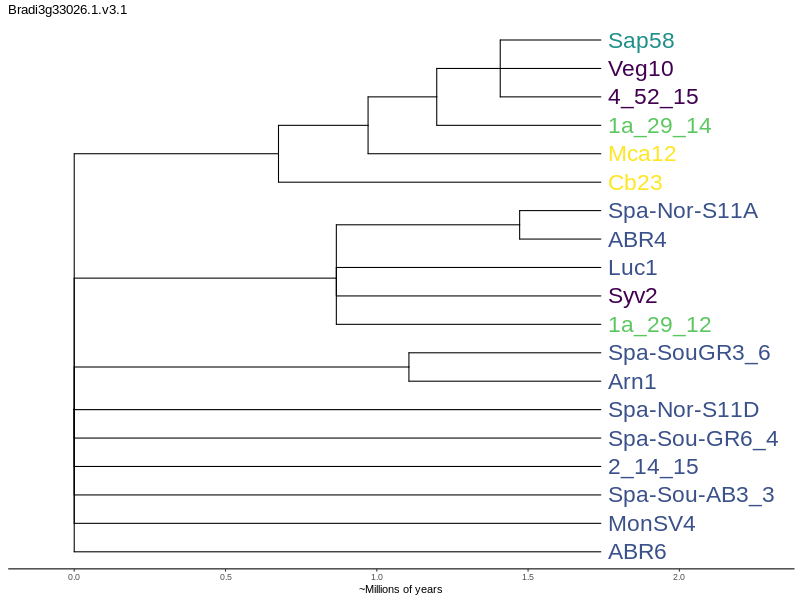 Bradi3g33026.1.v3.1
Sap58
Veg10
4_52_15
1a_29_14
Mca12
Cb23
Spa-Nor-S11A
ABR4
Luc1
Syv2
1a_29_12
Spa-SouGR3_6
Arn1
Spa-Nor-S11D
Spa-Sou-GR6_4
2_14_15
Spa-Sou-AB3_3
MonSV4
ABR6
0.0 0.5 1.0 1.5 2.0
~Millions of years